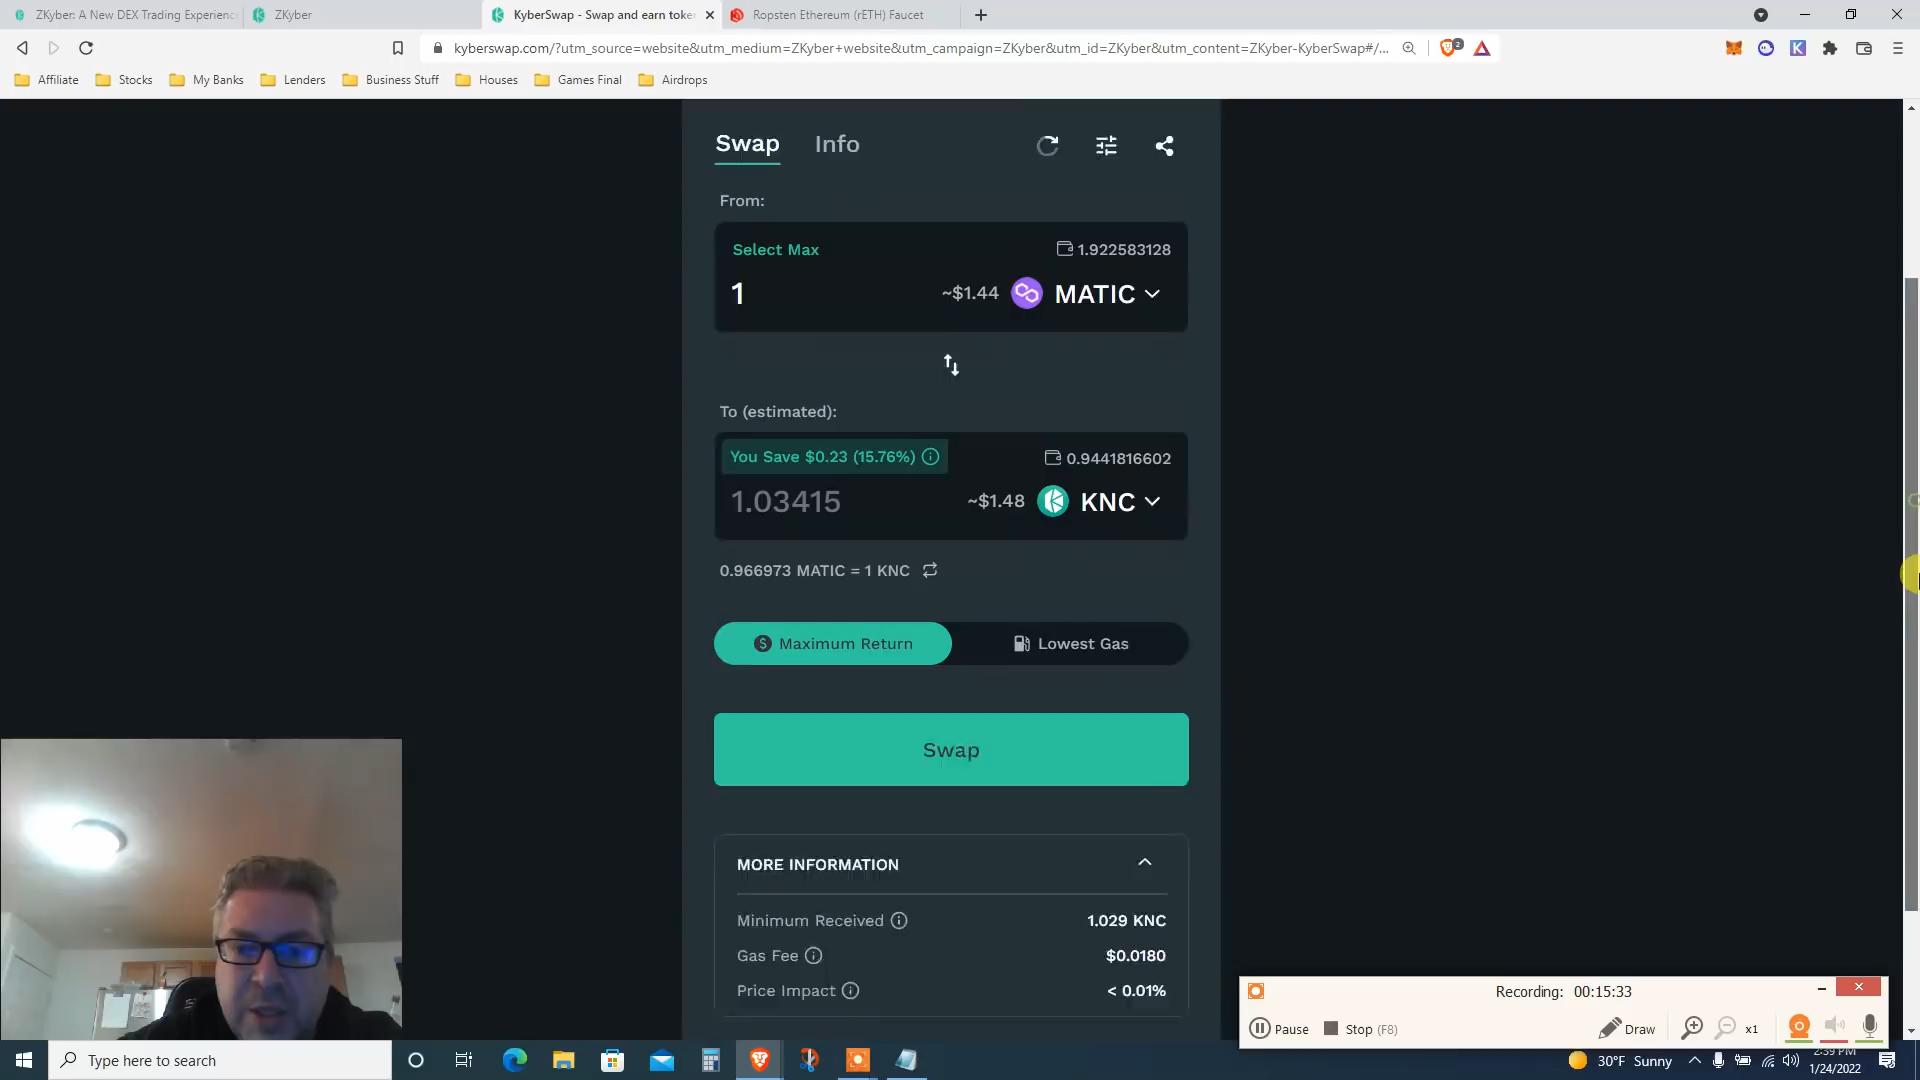 ZKyber: A New DEX Trading Experienc
ZKyber
KyberSwap - Swap and earn toke
Ropsten Ethereum (rETH) Faucet
kyberswap.com/?utm_source=website&utm_medium=ZKyber+website&utm_campaign=ZKyber&utm_id=ZKyber&utm_content=ZKyber-KyberSwap#/...
2
K
Affiliate
Stocks
My Banks
Lenders
Business Stuff
Houses
Games Final
Airdrops
Swap
Info
From:
Select Max
1.922583128
1
~$1.44
MATIC
To (estimated):
You Save $0.23 (15.76%)
0.9441816602
1.03415
~$1.48
KNC
0.966973 MATIC = 1 KNC
Maximum Return
Lowest Gas
Swap
MORE INFORMATION
Minimum Received
1.029 KNC
Gas Fee
$0.0180
Price Impact
< 0.01%
Recording: 00:15:33
Pause
Stop (F8)
Draw
x1
Type here to search
30°F Sunny
2:39 PM
1/24/2022